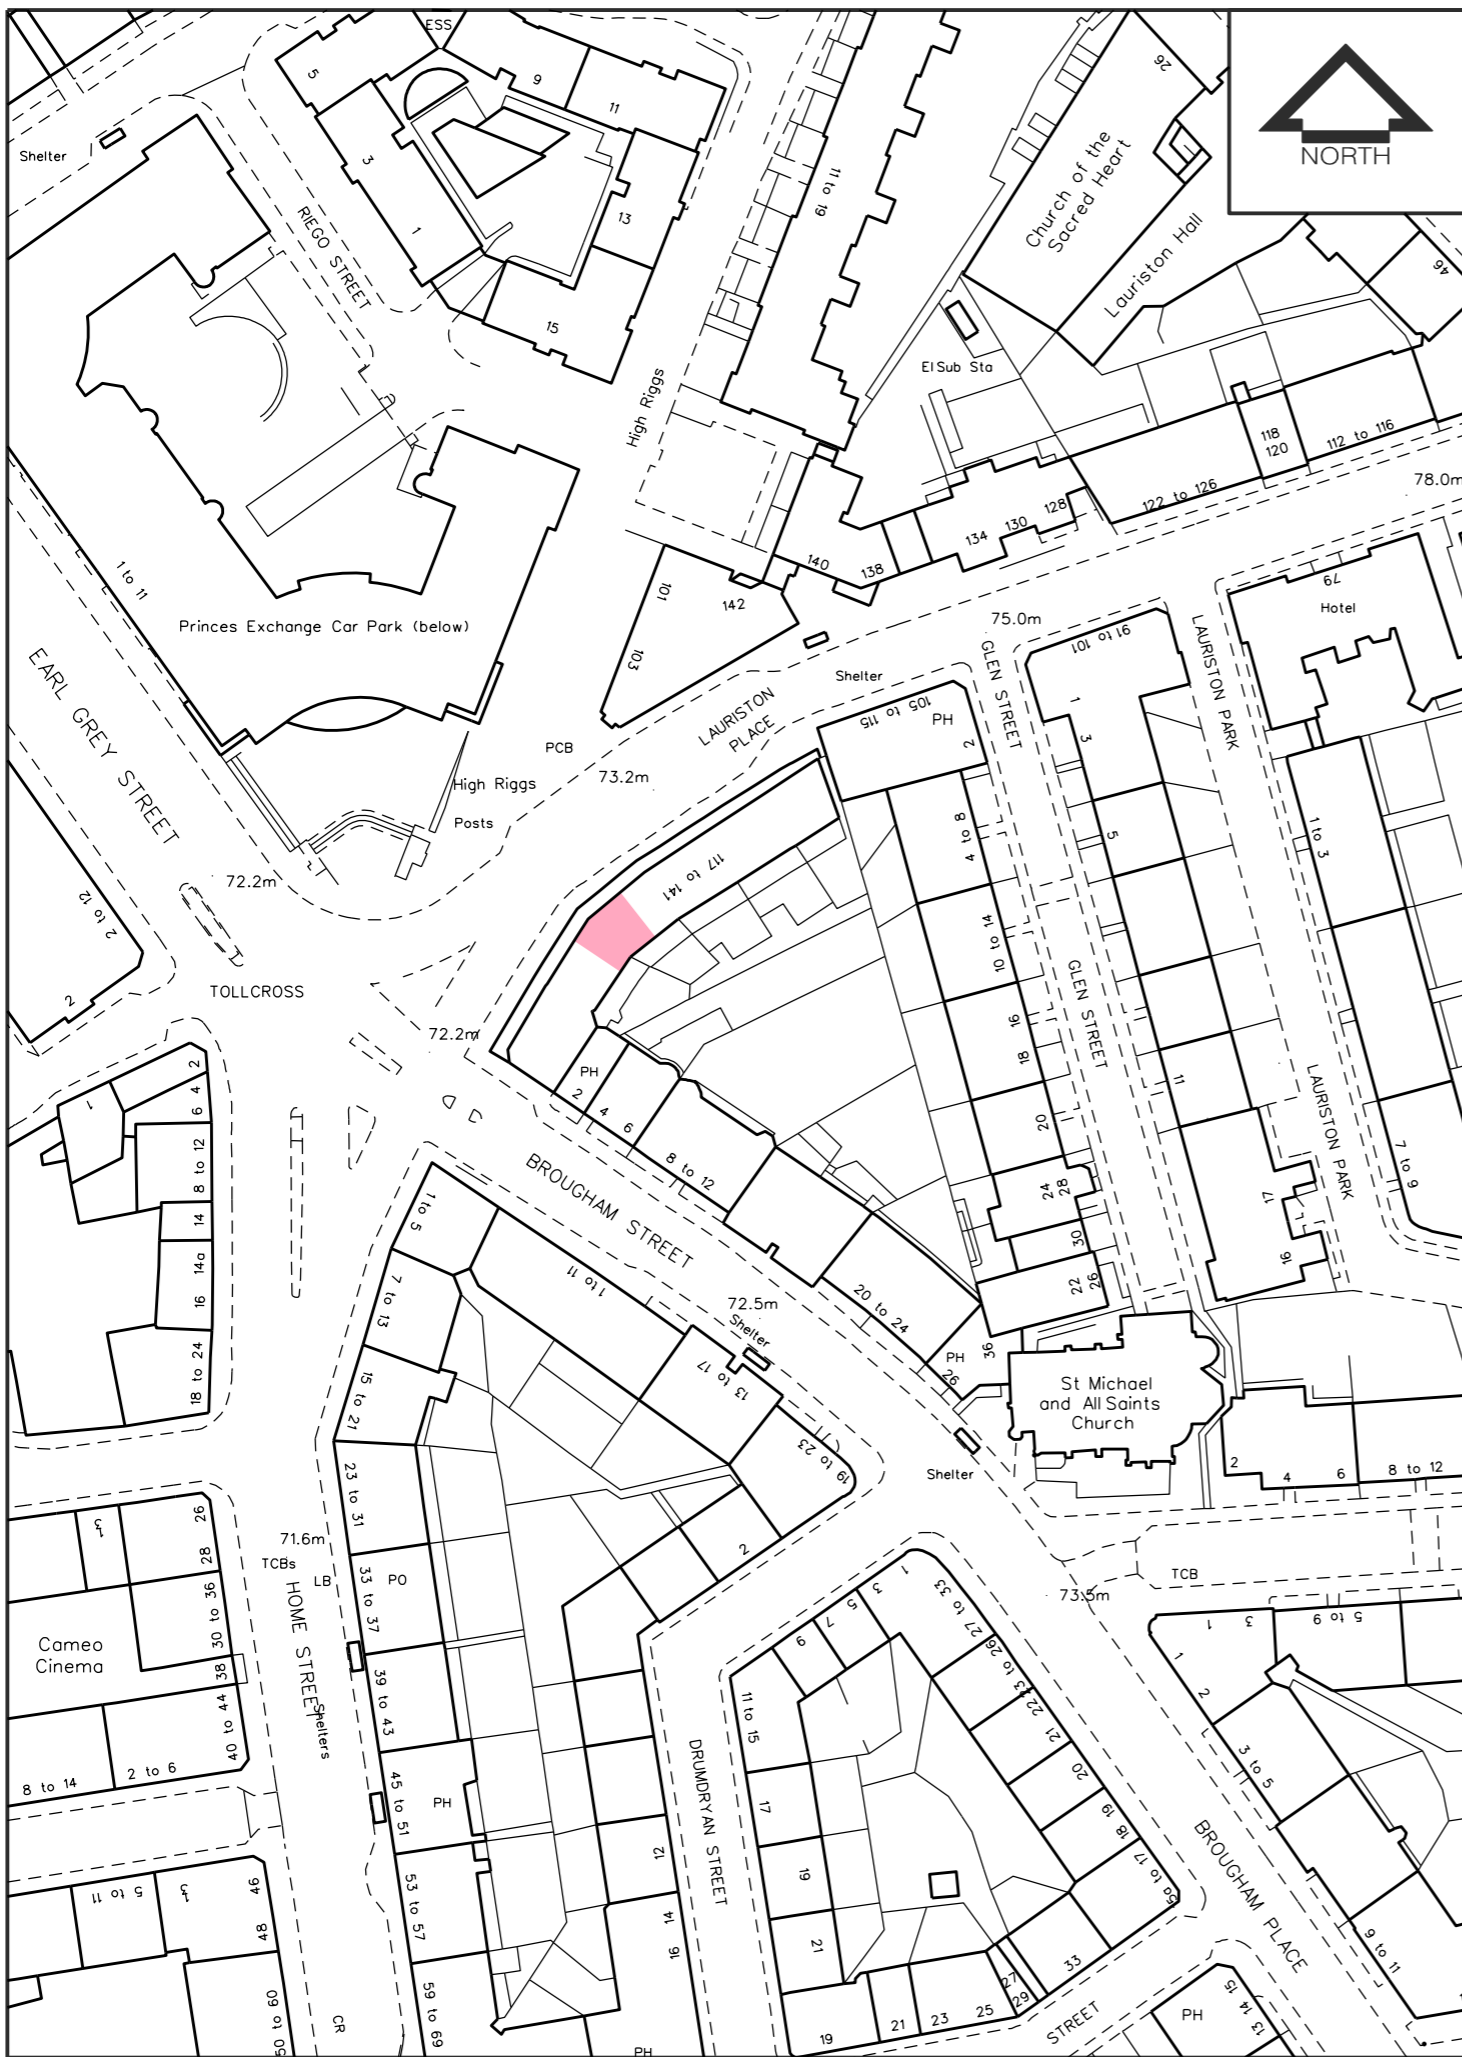 ESS
5
9
11
26
NORTH
Shelter
3
Church of the
Sacred Heart
11 to 19
13
1
RIEGO STREET
Lauriston Hall
46
15
El Sub Sta
High Riggs
118
120
112 to 116
78.0m
122 to 126
128
130
134
140
138
1 to 11
101
142
79
Hotel
75.0m
91 to 101
Princes Exchange Car Park (below)
103
GLEN STREET
LAURISTON PARK
EARL GREY STREET
Shelter
105 to 115
PH
2
1
3
LAURISTON
PLACE
PCB
73.2m
High Riggs
Posts
4 to 8
5
1 to 3
117 to 141
72.2m
2 to 12
10 to 14
GLEN STREET
2
TOLLCROSS
72.2m
16
18
11
LAURISTON PARK
PH
2
4
6
20
2
4
6
1
8 to 12
8 to 12
BROUGHAM STREET
24
28
17
7 to 9
14
1 to 5
30
16
14a
16
7 to 13
1 to 11
22
26
72.5m
Shelter
20 to 24
18 to 24
15 to 21
13 to 17
PH
26
36
St Michael
and All Saints
Church
19 to 23
2
4
6
8 to 12
Shelter
23 to 31
26
28
1
3
71.6m
TCBs
LB
2
33 to 37
PO
HOME STREET
30 to 36
38
Cameo
Cinema
TCB
73.5m
1
3
5
7
9
27 to 33
1
3
5 to 9
1
2
39 to 43
Shelters
40 to 44
23 to 26
22
21
11 to 15
8 to 14
2 to 6
45 to 51
PH
DRUMDRYAN STREET
20
19
18
3 to 5
17
12
BROUGHAM PLACE
5 to 11
1
3
46
48
53 to 57
19
15a to 17
14
16
21
33
9 to 11
27
29
50 to 60
CR
59 to 69
PH
19
21
23
25
STREET
PH
13 14 15